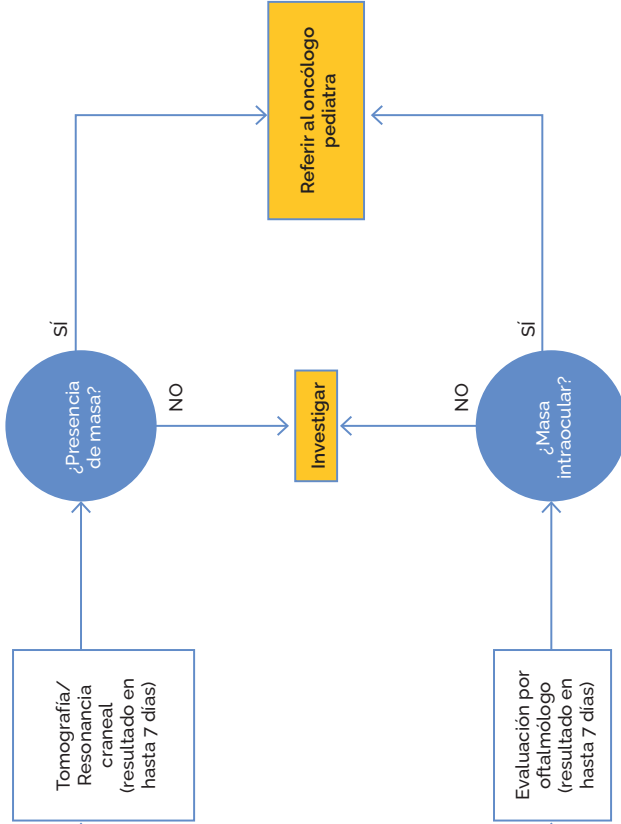 Tomografía/
Resonancia
craneal
(resultado en
hasta 7 días)
¿Presencia
de masa?
SÍ
NO
Investigar
Referir al oncólogo
pediatra
Evaluación por
oftalmólogo
(resultado en
hasta 7 días)
¿Masa
intraocular?
SÍ
NO